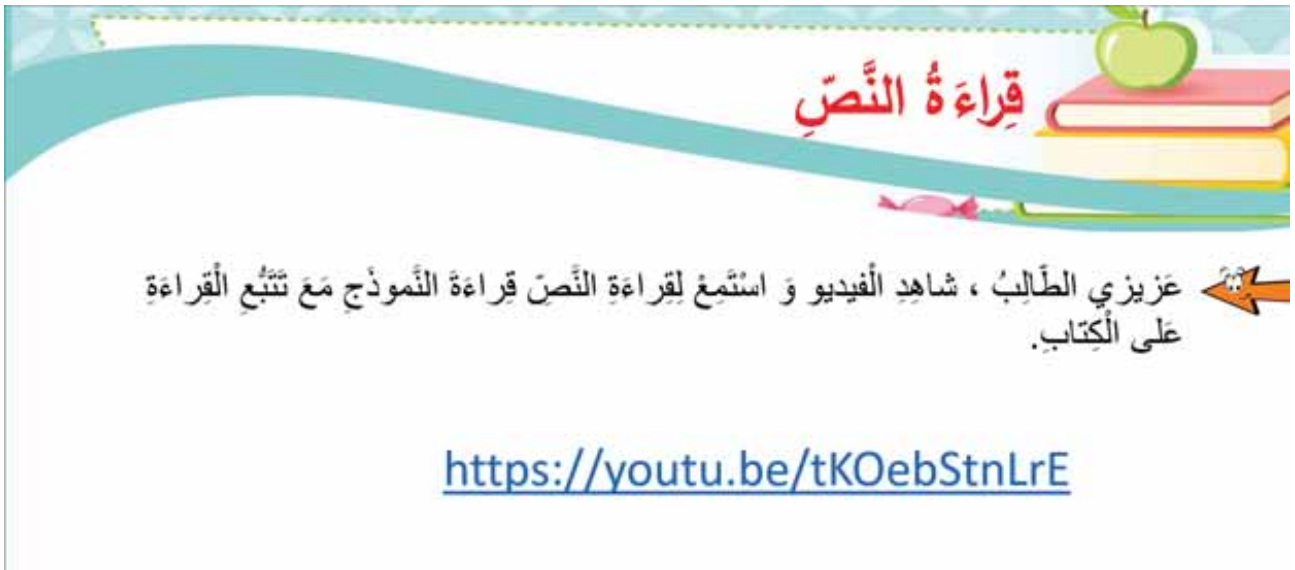 قِراءَةُ النَّصّ
عَزيزي الطّالِبُ ، شاهِدِ الْفيديو وَ اسْتَمِعْ لِقِراءَةِ النَّصّ قِراءَةَ النَّموذَجِ مَعَ تَتَبُّعِ الْقِراءَةِ
عَلى الْكِتابِ.
https://youtu.be/tKOebStnLrE